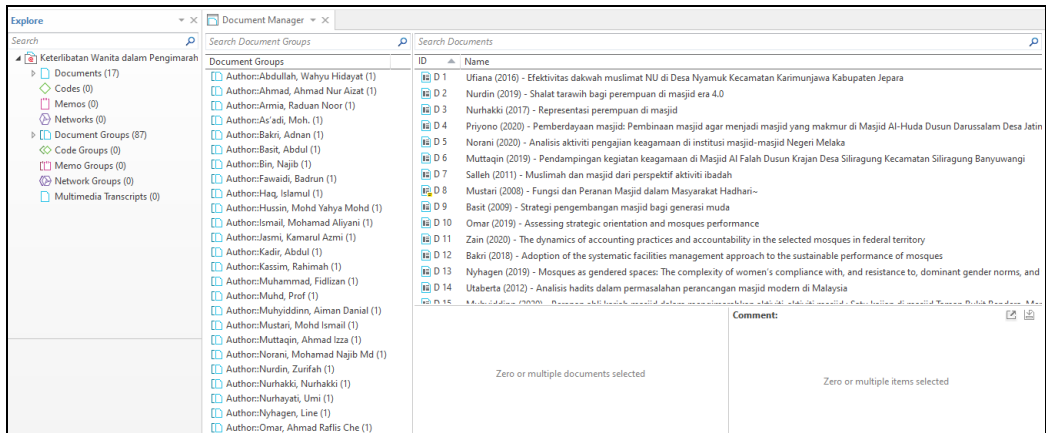 Explore
Search
Keterlibatan Wanita dalam Pengimarah
Documents (17)
Codes (0)
Memos (0)
Networks (0)
Document Groups (87)
Code Groups (0)
Memo Groups (0)
Network Groups (0)
Multimedia Transcripts (0)
Document Manager
Search Document Groups
Document Groups
Author::Abdullah, Wahyu Hidayat (1)
Author::Ahmad, Ahmad Nur Aizat (1)
Author::Armia, Raduan Noor (1)
Author::As'adi, Moh. (1)
Author::Bakri, Adnan (1)
Author::Basit, Abdul (1)
Author::Bin, Najib (1)
Author::Fawaidi, Badrun (1)
Author::Haq, Islamul (1)
Author::Hussin, Mohd Yahya Mohd (1)
Author::Ismail, Mohamad Aliyani (1)
Author::Jasmi, Kamarul Azmi (1)
Author::Kadir, Abdul (1)
Author::Kassim, Rahimah (1)
Author::Muhammad, Fidlizan (1)
Author::Muhd, Prof (1)
Author::Muhyiddinn, Aiman Danial (1)
Author::Mustari, Mohd Ismail (1)
Author::Muttaqin, Ahmad Izza (1)
Author::Norani, Mohamad Najib Md (1)
Author::Nurdin, Zurifah (1)
Author::Nurhakki, Nurhakki (1)
Author::Nurhayati, Umi (1)
Author::Nyhagen, Line (1)
Author::Omar, Ahmad Raflis Che (1)
Search Documents
ID Name
D 1 Ufiana (2016) - Efektivitas dakwah muslimat NU di Desa Nyamuk Kecamatan Karimunjawa Kabupaten Jepara
D 2 Nurdin (2019) - Shalat tarawih bagi perempuan di masjid era 4.0
D 3 Nurhakki (2017) - Representasi perempuan di masjid
D 4 Priyono (2020) - Pemberdayaan masjid: Pembinaan masjid agar menjadi masjid yang makmur di Masjid Al-Huda Dusun Darussalam Desa Jatin
D 5 Norani (2020) - Analisis aktiviti pengajian keagamaan di institusi masjid-masjid Negeri Melaka
D 6 Muttaqin (2019) - Pendampingan kegiatan keagamaan di Masjid Al Falah Dusun Krajan Desa Siliragung Kecamatan Siliragung Banyuwangi
D 7 Salleh (2011) - Muslimah dan masjid dari perspektif aktiviti ibadah
D 8 Mustari (2008) - Fungsi dan Peranan Masjid dalam Masyarakat Hadhari~
D 9 Basit (2009) - Strategi pengembangan masjid bagi generasi muda
D 10 Omar (2019) - Assessing strategic orientation and mosques performance
D 11 Zain (2020) - The dynamics of accounting practices and accountability in the selected mosques in federal territory
D 12 Bakri (2018) - Adoption of the systematic facilities management approach to the sustainable performance of mosques
D 13 Nyhagen (2019) - Mosques as gendered spaces: The complexity of women's compliance with, and resistance to, dominant gender norms, and
D 14 Utaberta (2012) - Analisis hadits dalam permasalahan perancangan masjid modern di Malaysia
D 15
Comment:
Zero or multiple documents selected
Zero or multiple items selected